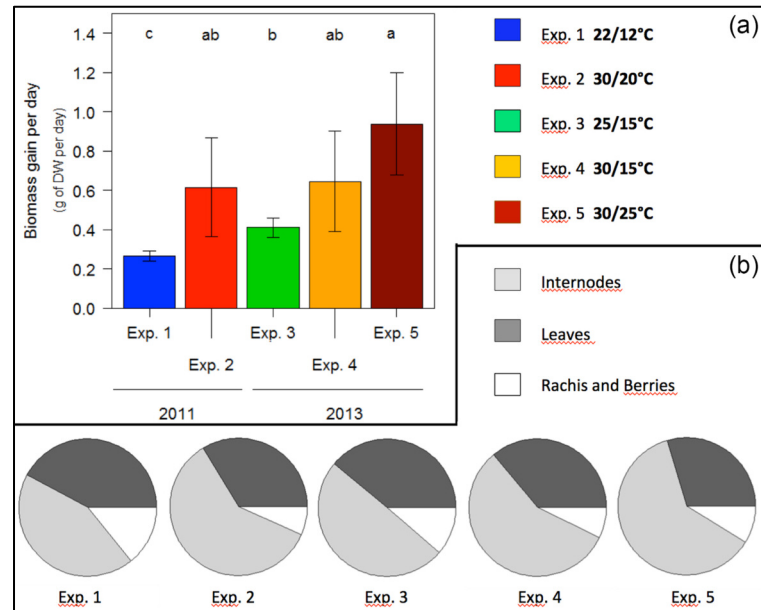 (a)
1.4
1.2
1.0
0.8
0.6
0.4
0.2
0.0
Biomass gain per day
(g of DW per day)
c ab b ab a
Exp. 1 Exp. 3 Exp. 5
Exp. 2 Exp. 4
2011 2013
Exp. 1 22/12°C
Exp. 2 30/20°C
Exp. 3 25/15°C
Exp. 4 30/15°C
Exp. 5 30/25°C
(b)
Internodes
Leaves
Rachis and Berries
Exp. 1 Exp. 2 Exp. 3 Exp. 4 Exp. 5